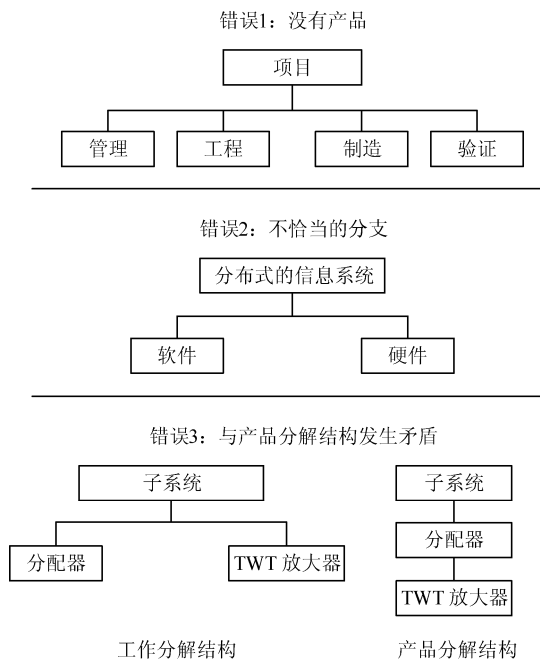 错误1：没有产品
项目
管理 工程 制造 验证
错误2：不恰当的分支
分布式的信息系统
软件 硬件
错误3：与产品分解结构发生矛盾
子系统 子系统
分配器
分配器 TWT 放大器
TWT 放大器
工作分解结构 产品分解结构